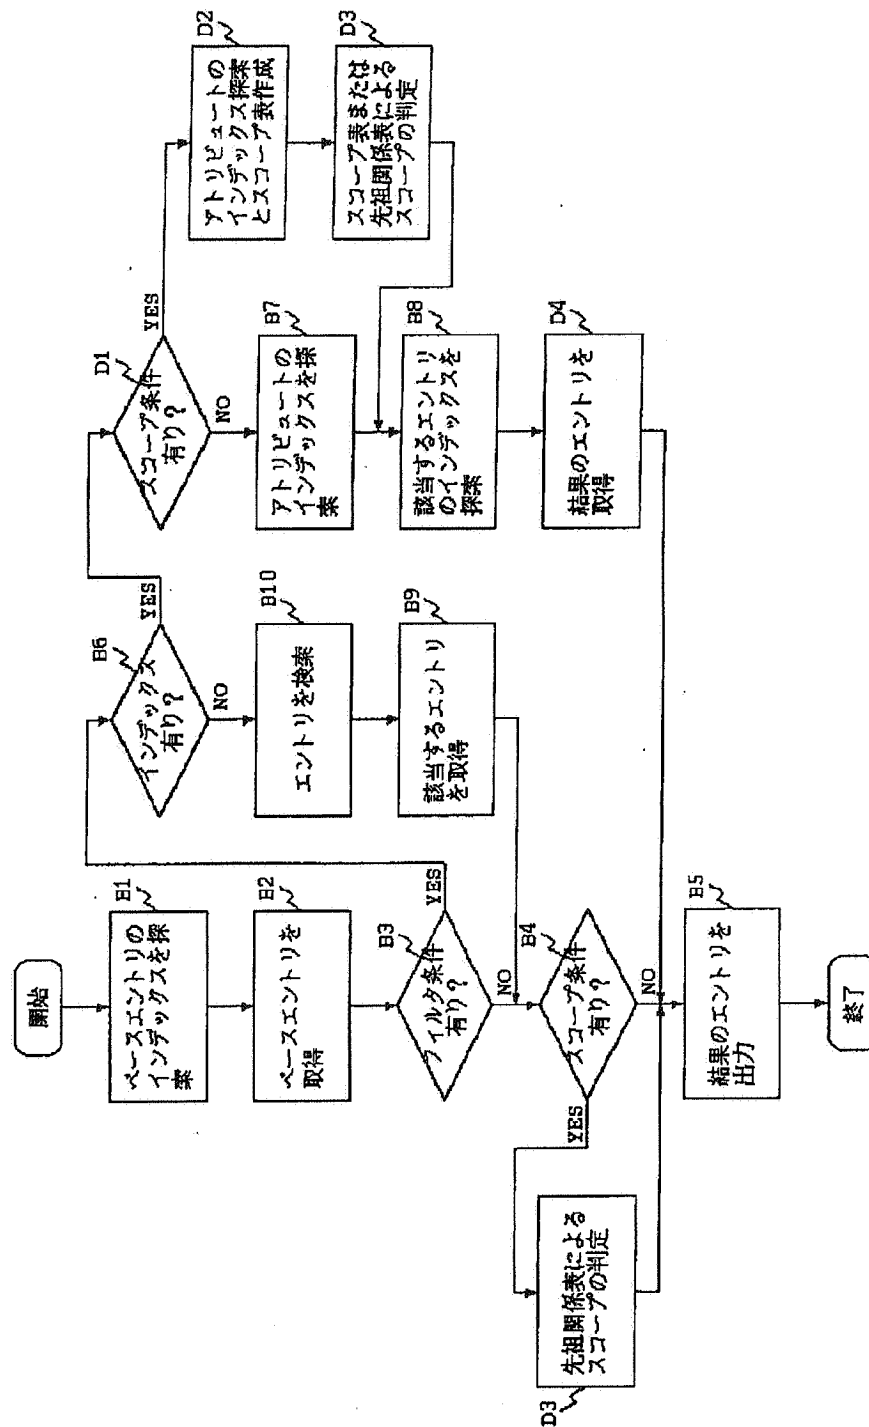 開始
B1
ベースエントリの
インデックスを探
索
B2
ベースエントリを
取得
B3
フィルタ条件
有り?
YES
NO
B4
スコープ条件
有り?
YES
NO
D3
先祖関係表による
スコープの判定
B5
結果のエントリを
出力
終了
B6
インデックス
有り?
YES
NO
B10
エントリを検索
B9
該当するエントリ
を取得
D1
スコープ条件
有り?
YES
NO
B7
アトリビュートの
インデックスを探
索
B8
該当するエントリ
のインデックスを
探索
D4
結果のエントリを
取得
D2
アトリビュートの
インデックス探索
とスコープ表作成
D3
スコープ表または
先祖関係表による
スコープの判定